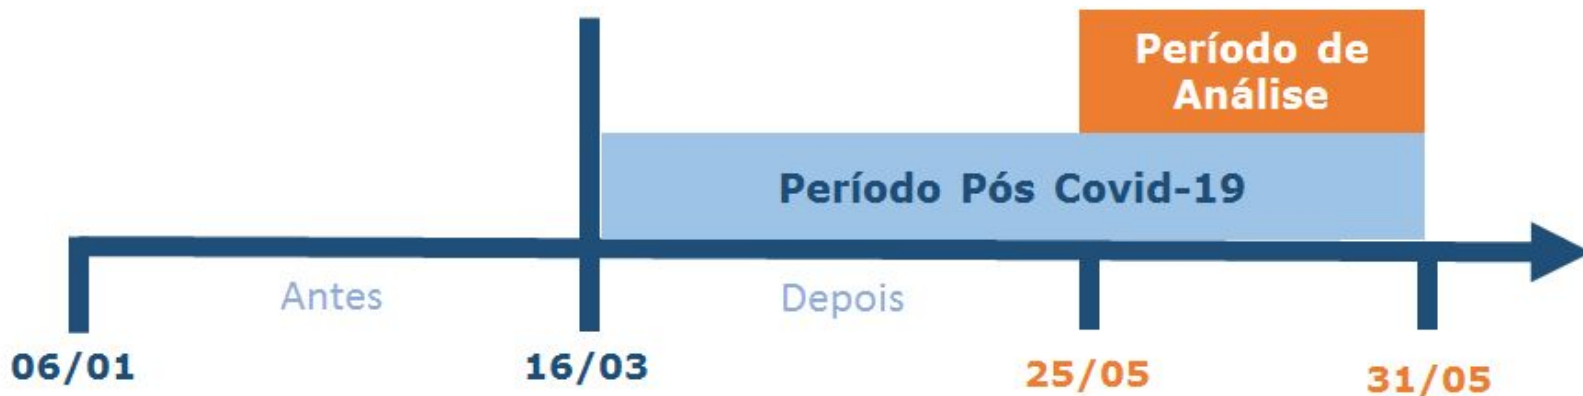 Período de
Análise
Período Pós Covid-19
Antes
Depois
06/01
16/03
25/05
31/05